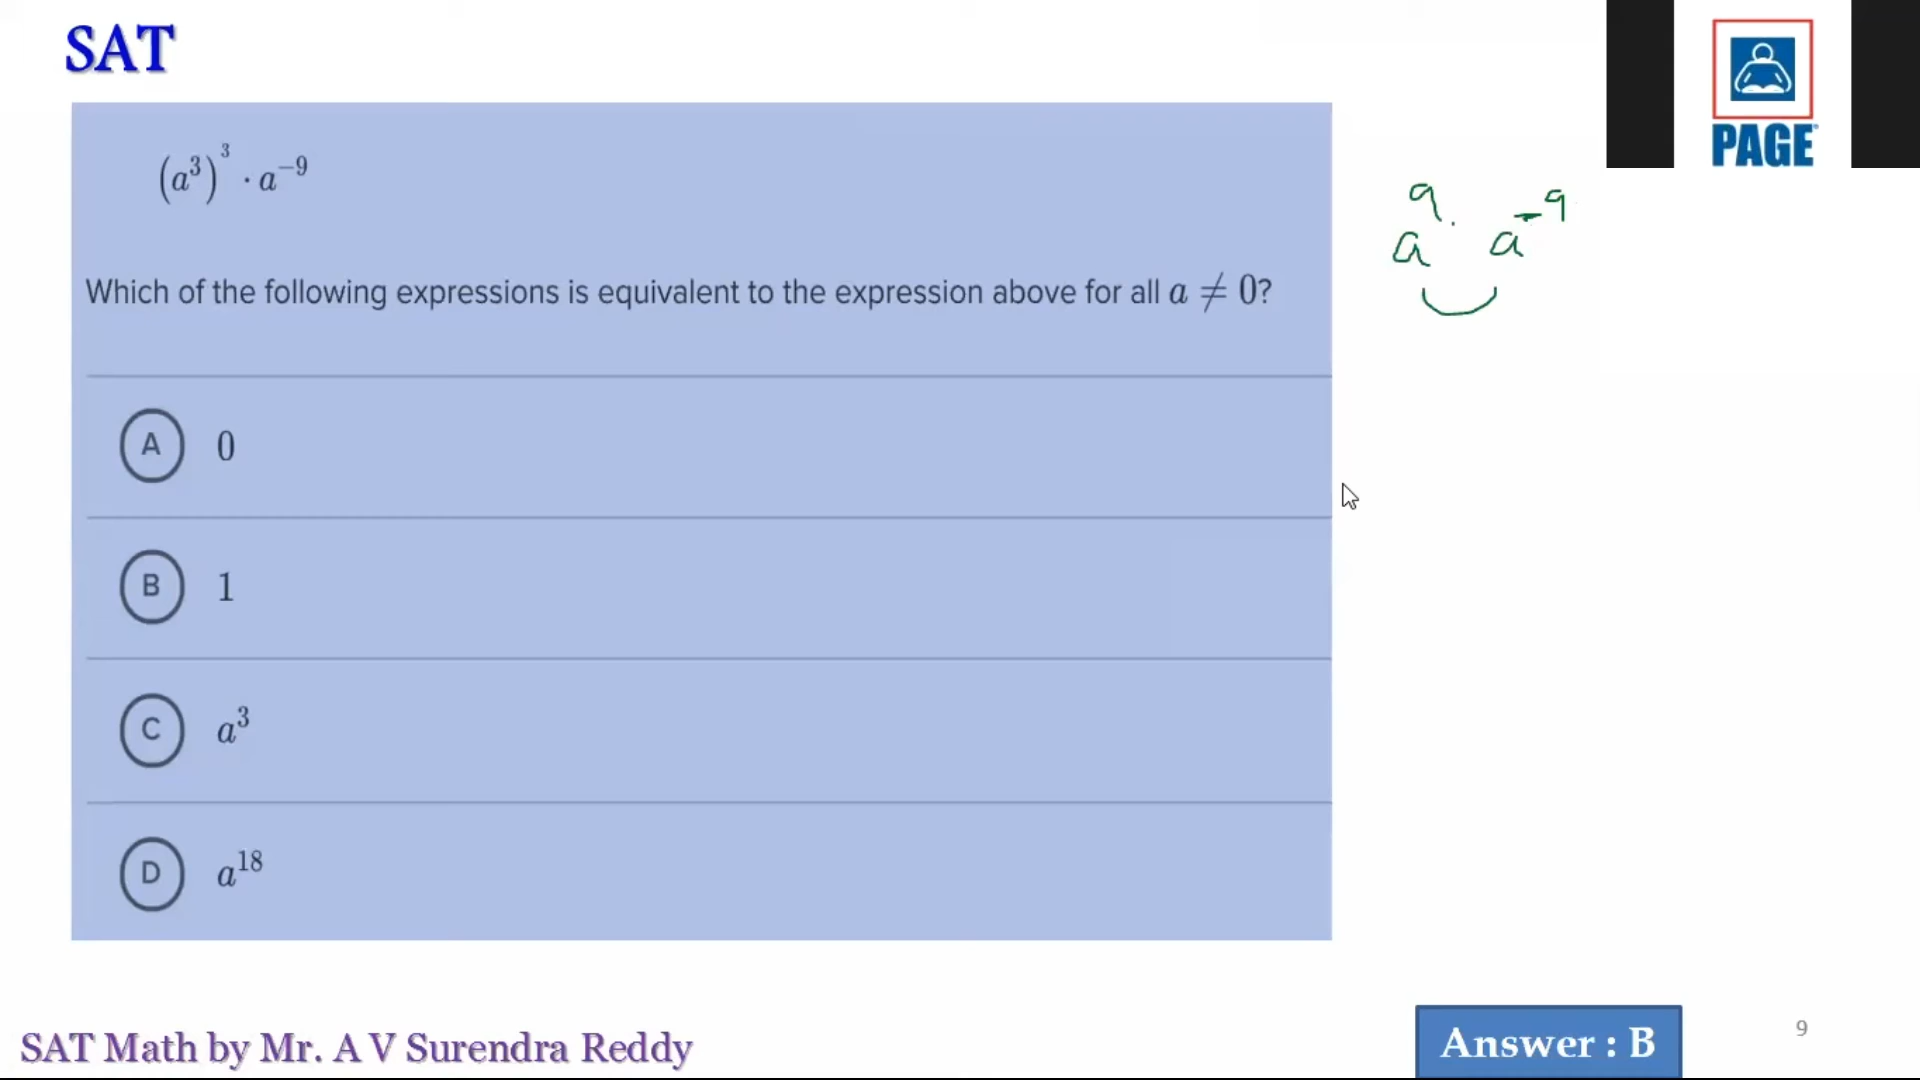 SAT
PAGE
(a³)³ · a⁻⁹
a⁹ · a⁻⁹
Which of the following expressions is equivalent to the expression above for all a ≠ 0?
A 0
B 1
C a³
D a¹⁸
SAT Math by Mr. A V Surendra Reddy
Answer : B
9